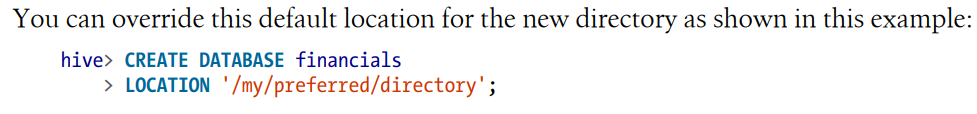 You can override this default location for the new directory as shown in this example:
hive> CREATE DATABASE financials
> LOCATION '/my/preferred/directory';